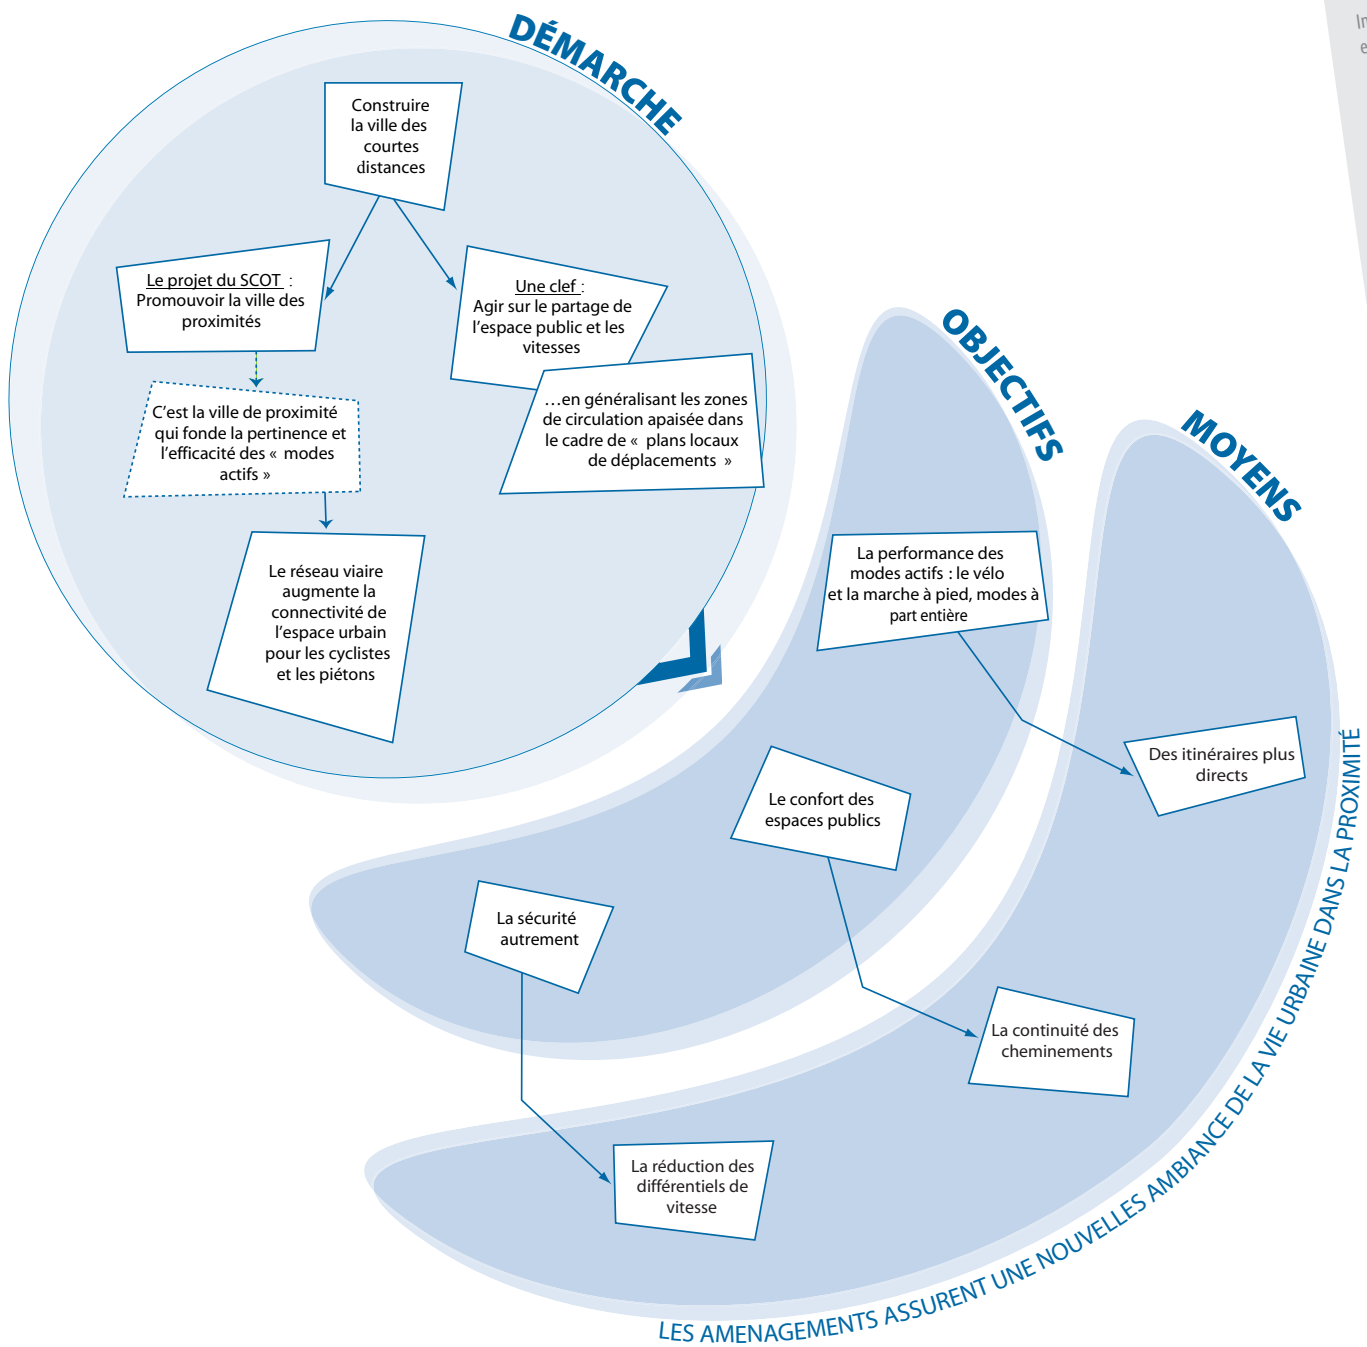 DÉMARCHE
Construire
la ville des
courtes
distances
Le projet du SCOT :
Promouvoir la ville des
proximités
Une clef :
Agir sur le partage de
l’espace public et les
vitesses
…en généralisant les zones
de circulation apaisée dans
le cadre de « plans locaux
de déplacements »
C’est la ville de proximité
qui fonde la pertinence et
l’efficacité des « modes
actifs »
Le réseau viaire
augmente la
connectivité de
l’espace urbain
pour les cyclistes
et les piétons
OBJECTIFS
La performance des
modes actifs : le vélo
et la marche à pied, modes à
part entière
Le confort des
espaces publics
La sécurité
autrement
MOYENS
Des itinéraires plus
directs
La continuité des
cheminements
La réduction des
différentiels de
vitesse
LES AMENAGEMENTS ASSURENT UNE NOUVELLES AMBIANCE DE LA VIE URBAINE DANS LA PROXIMITÉ